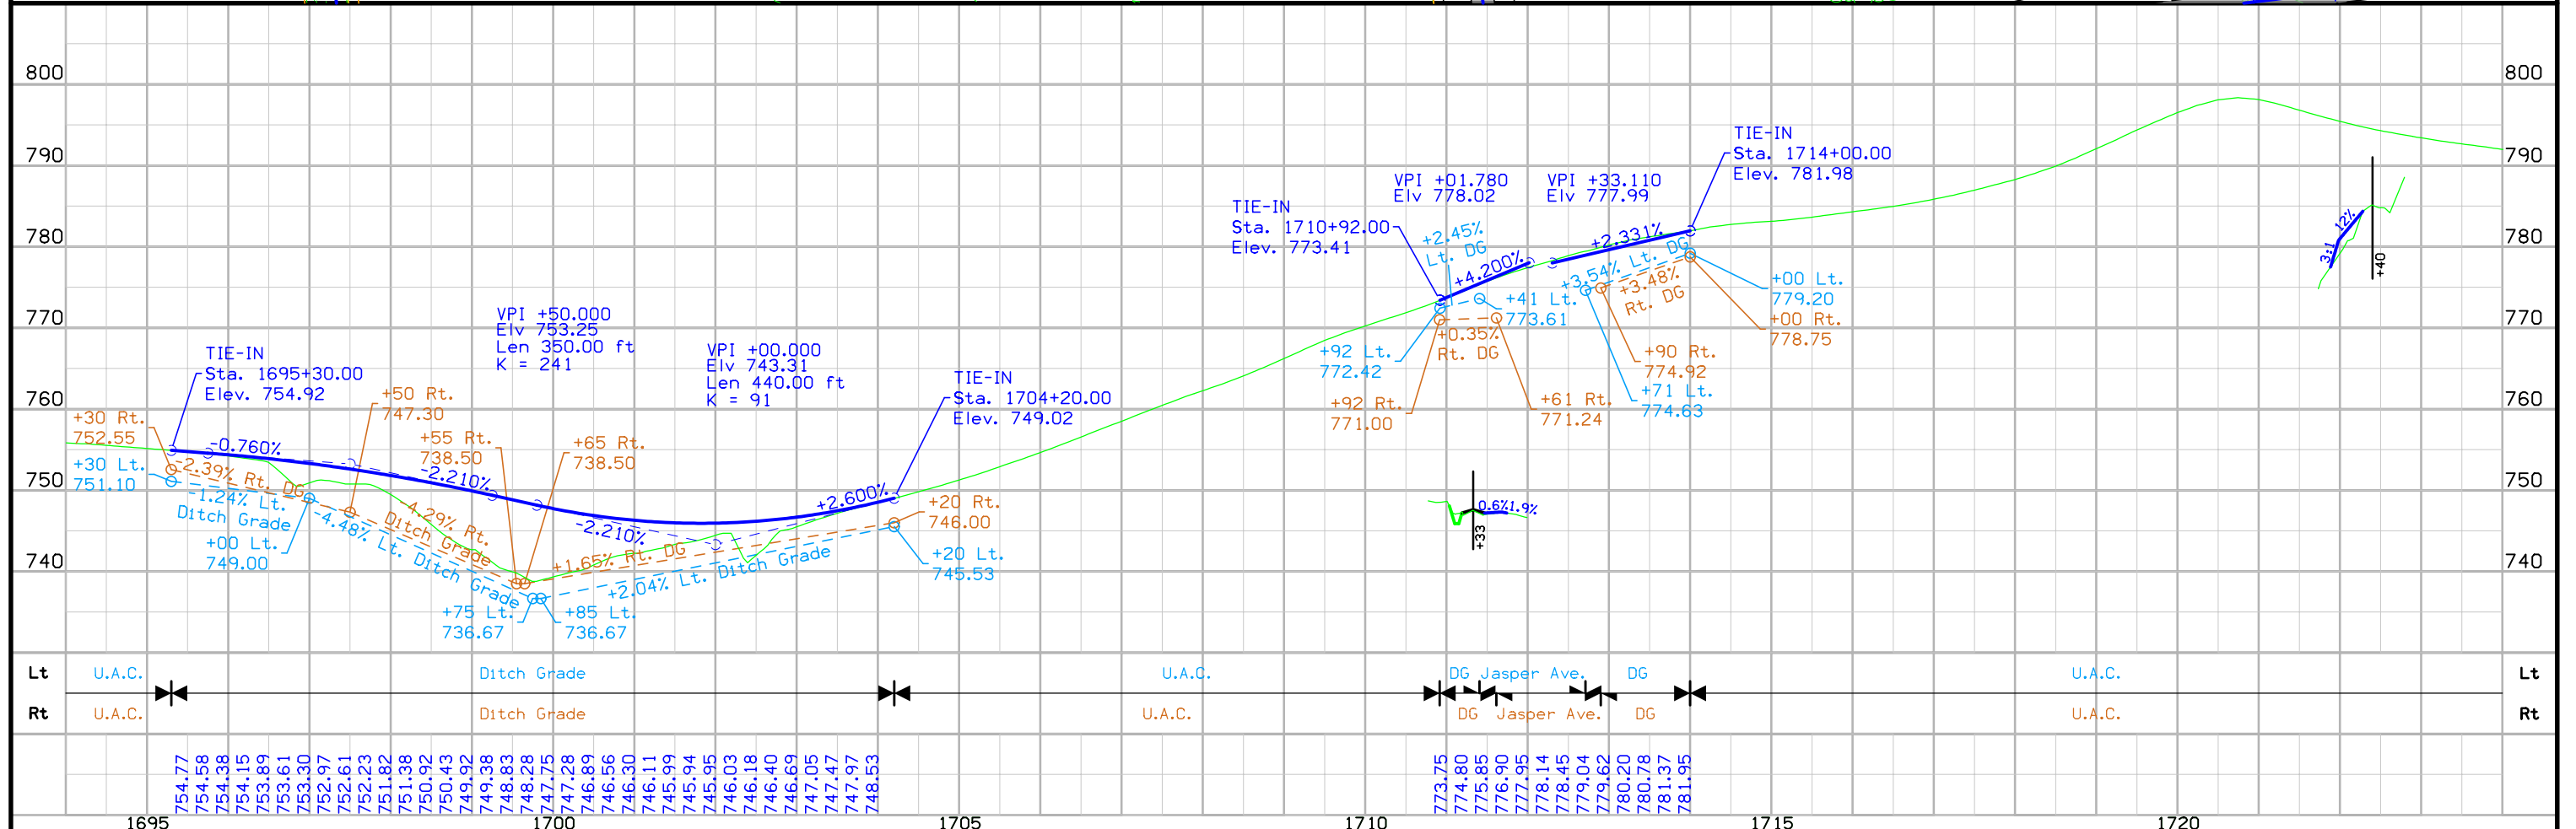 800
790
780
770
760
750
740
800
790
780
770
760
750
740
TIE-IN
Sta. 1714+00.00
Elev. 781.98
VPI +01.780
Elv 778.02
VPI +33.110
Elv 777.99
TIE-IN
Sta. 1710+92.00
Elev. 773.41
+2.45%
Lt. DG
+4.200%
+2.331%
+3.54% Lt. DG
+3.48%
Rt. DG
+41 Lt.
773.61
+0.35%
Rt. DG
+00 Lt.
779.20
+00 Rt.
778.75
+92 Lt.
772.42
+90 Rt.
774.92
+71 Lt.
774.63
+92 Rt.
771.00
+61 Rt.
771.24
3:1
12%
+40
VPI +50.000
Elv 753.25
Len 350.00 ft
K = 241
VPI +00.000
Elv 743.31
Len 440.00 ft
K = 91
TIE-IN
Sta. 1695+30.00
Elev. 754.92
TIE-IN
Sta. 1704+20.00
Elev. 749.02
+50 Rt.
747.30
+30 Rt.
752.55
+55 Rt.
738.50
+65 Rt.
738.50
+30 Lt.
751.10
-0.760%
-2.39% Rt. DG
-1.24% Lt.
Ditch Grade
-2.210%
-4.29% Rt.
Ditch Grade
-4.48% Lt. Ditch Grade
-2.210%
+2.600%
+1.65% Rt. DG
+2.04% Lt. Ditch Grade
+00 Lt.
749.00
+20 Rt.
746.00
+20 Lt.
745.53
+75 Lt.
736.67
+85 Lt.
736.67
0.6%
1.9%
+33
Lt U.A.C. Ditch Grade U.A.C. DG Jasper Ave. DG U.A.C. Lt
Rt U.A.C. Ditch Grade U.A.C. DG Jasper Ave. DG U.A.C. Rt
754.77
754.58
754.38
754.15
753.89
753.61
753.30
752.97
752.61
752.23
751.82
751.38
750.92
750.43
749.92
749.38
748.83
748.28
747.75
747.28
746.89
746.56
746.30
746.11
745.99
745.94
745.95
746.03
746.18
746.40
746.69
747.05
747.47
747.97
748.53
773.75
774.80
775.85
776.90
777.95
778.14
778.45
779.04
779.62
780.20
780.78
781.37
781.95
1695 1700 1705 1710 1715 1720